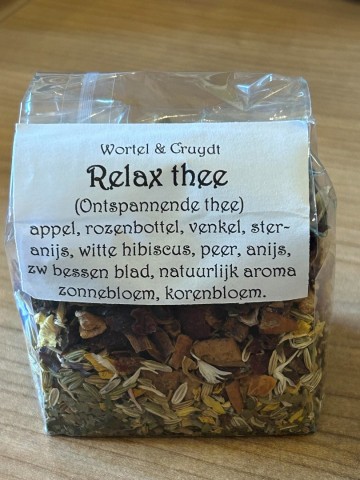 Wortel & Cruydt
Relax thee
(Ontspannende thee)
appel, rozenbottel, venkel, ster-
anijs, witte hibiscus, peer, anijs,
zw bessen blad, natuurlijk aroma
zonnebloem, korenbloem.